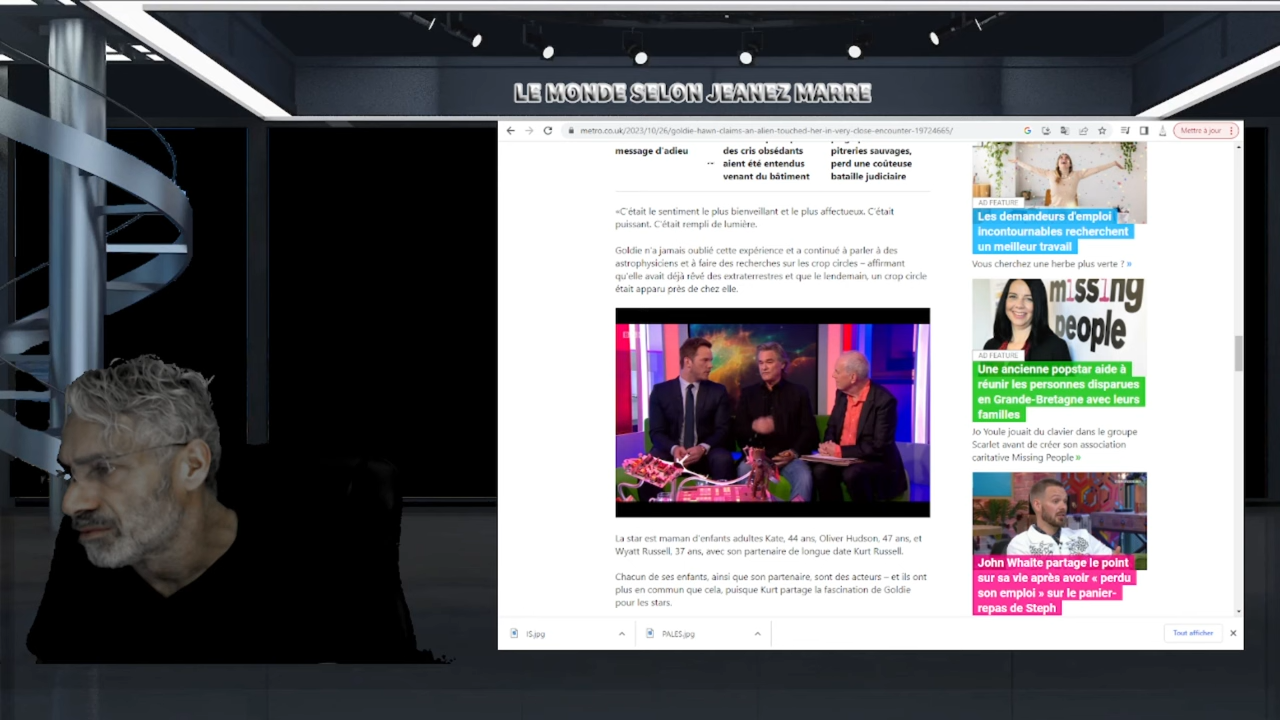 LE MONDE SELON JEANEZ MARRE
metro.co.uk/2023/10/26/goldie-hawn-claims-an-alien-touched-her-in-very-close-encounter-19724665/
Mettre à jour
message d'adieu
des cris obsédants
aient été entendus
venant du bâtiment
pitreries sauvages,
perd une coûteuse
bataille judiciaire
«C'était le sentiment le plus bienveillant et le plus affectueux. C'était
puissant. C'était rempli de lumière.
Goldie n'a jamais oublié cette expérience et a continué à parler à des
astrophysiciens et à faire des recherches sur les crop circles – affirmant
qu'elle avait déjà rêvé des extraterrestres et que le lendemain, un crop circle
était apparu près de chez elle.
La star est maman d'enfants adultes Kate, 44 ans, Oliver Hudson, 47 ans, et
Wyatt Russell, 37 ans, avec son partenaire de longue date Kurt Russell.
Chacun de ses enfants, ainsi que son partenaire, sont des acteurs – et ils ont
plus en commun que cela, puisque Kurt partage la fascination de Goldie
pour les stars.
AD FEATURE
Les demandeurs d'emploi
incontournables recherchent
un meilleur travail
Vous cherchez une herbe plus verte ? »
missing
people
AD FEATURE
Une ancienne popstar aide à
réunir les personnes disparues
en Grande-Bretagne avec leurs
familles
Jo Youle jouait du clavier dans le groupe
Scarlet avant de créer son association
caritative Missing People »
John Whaite partage le point
sur sa vie après avoir « perdu
son emploi » sur le panier-
repas de Steph
IS.jpg
PALES.jpg
Tout afficher